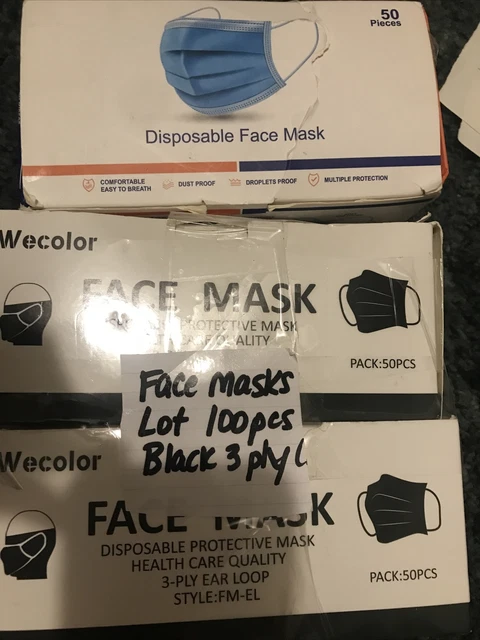 50
Pieces
Disposable Face Mask
COMFORTABLE
EASY TO BREATH
DUST PROOF
DROPLETS PROOF
MULTIPLE PROTECTION
Wecolor
FACE MASK
PROTECTIVE MASK
QUALITY
PACK:50PCS
Face masks
Lot 100pcs
Black 3 ply
Wecolor
FACE MASK
DISPOSABLE PROTECTIVE MASK
HEALTH CARE QUALITY
3-PLY EAR LOOP
STYLE:FM-EL
PACK:50PCS